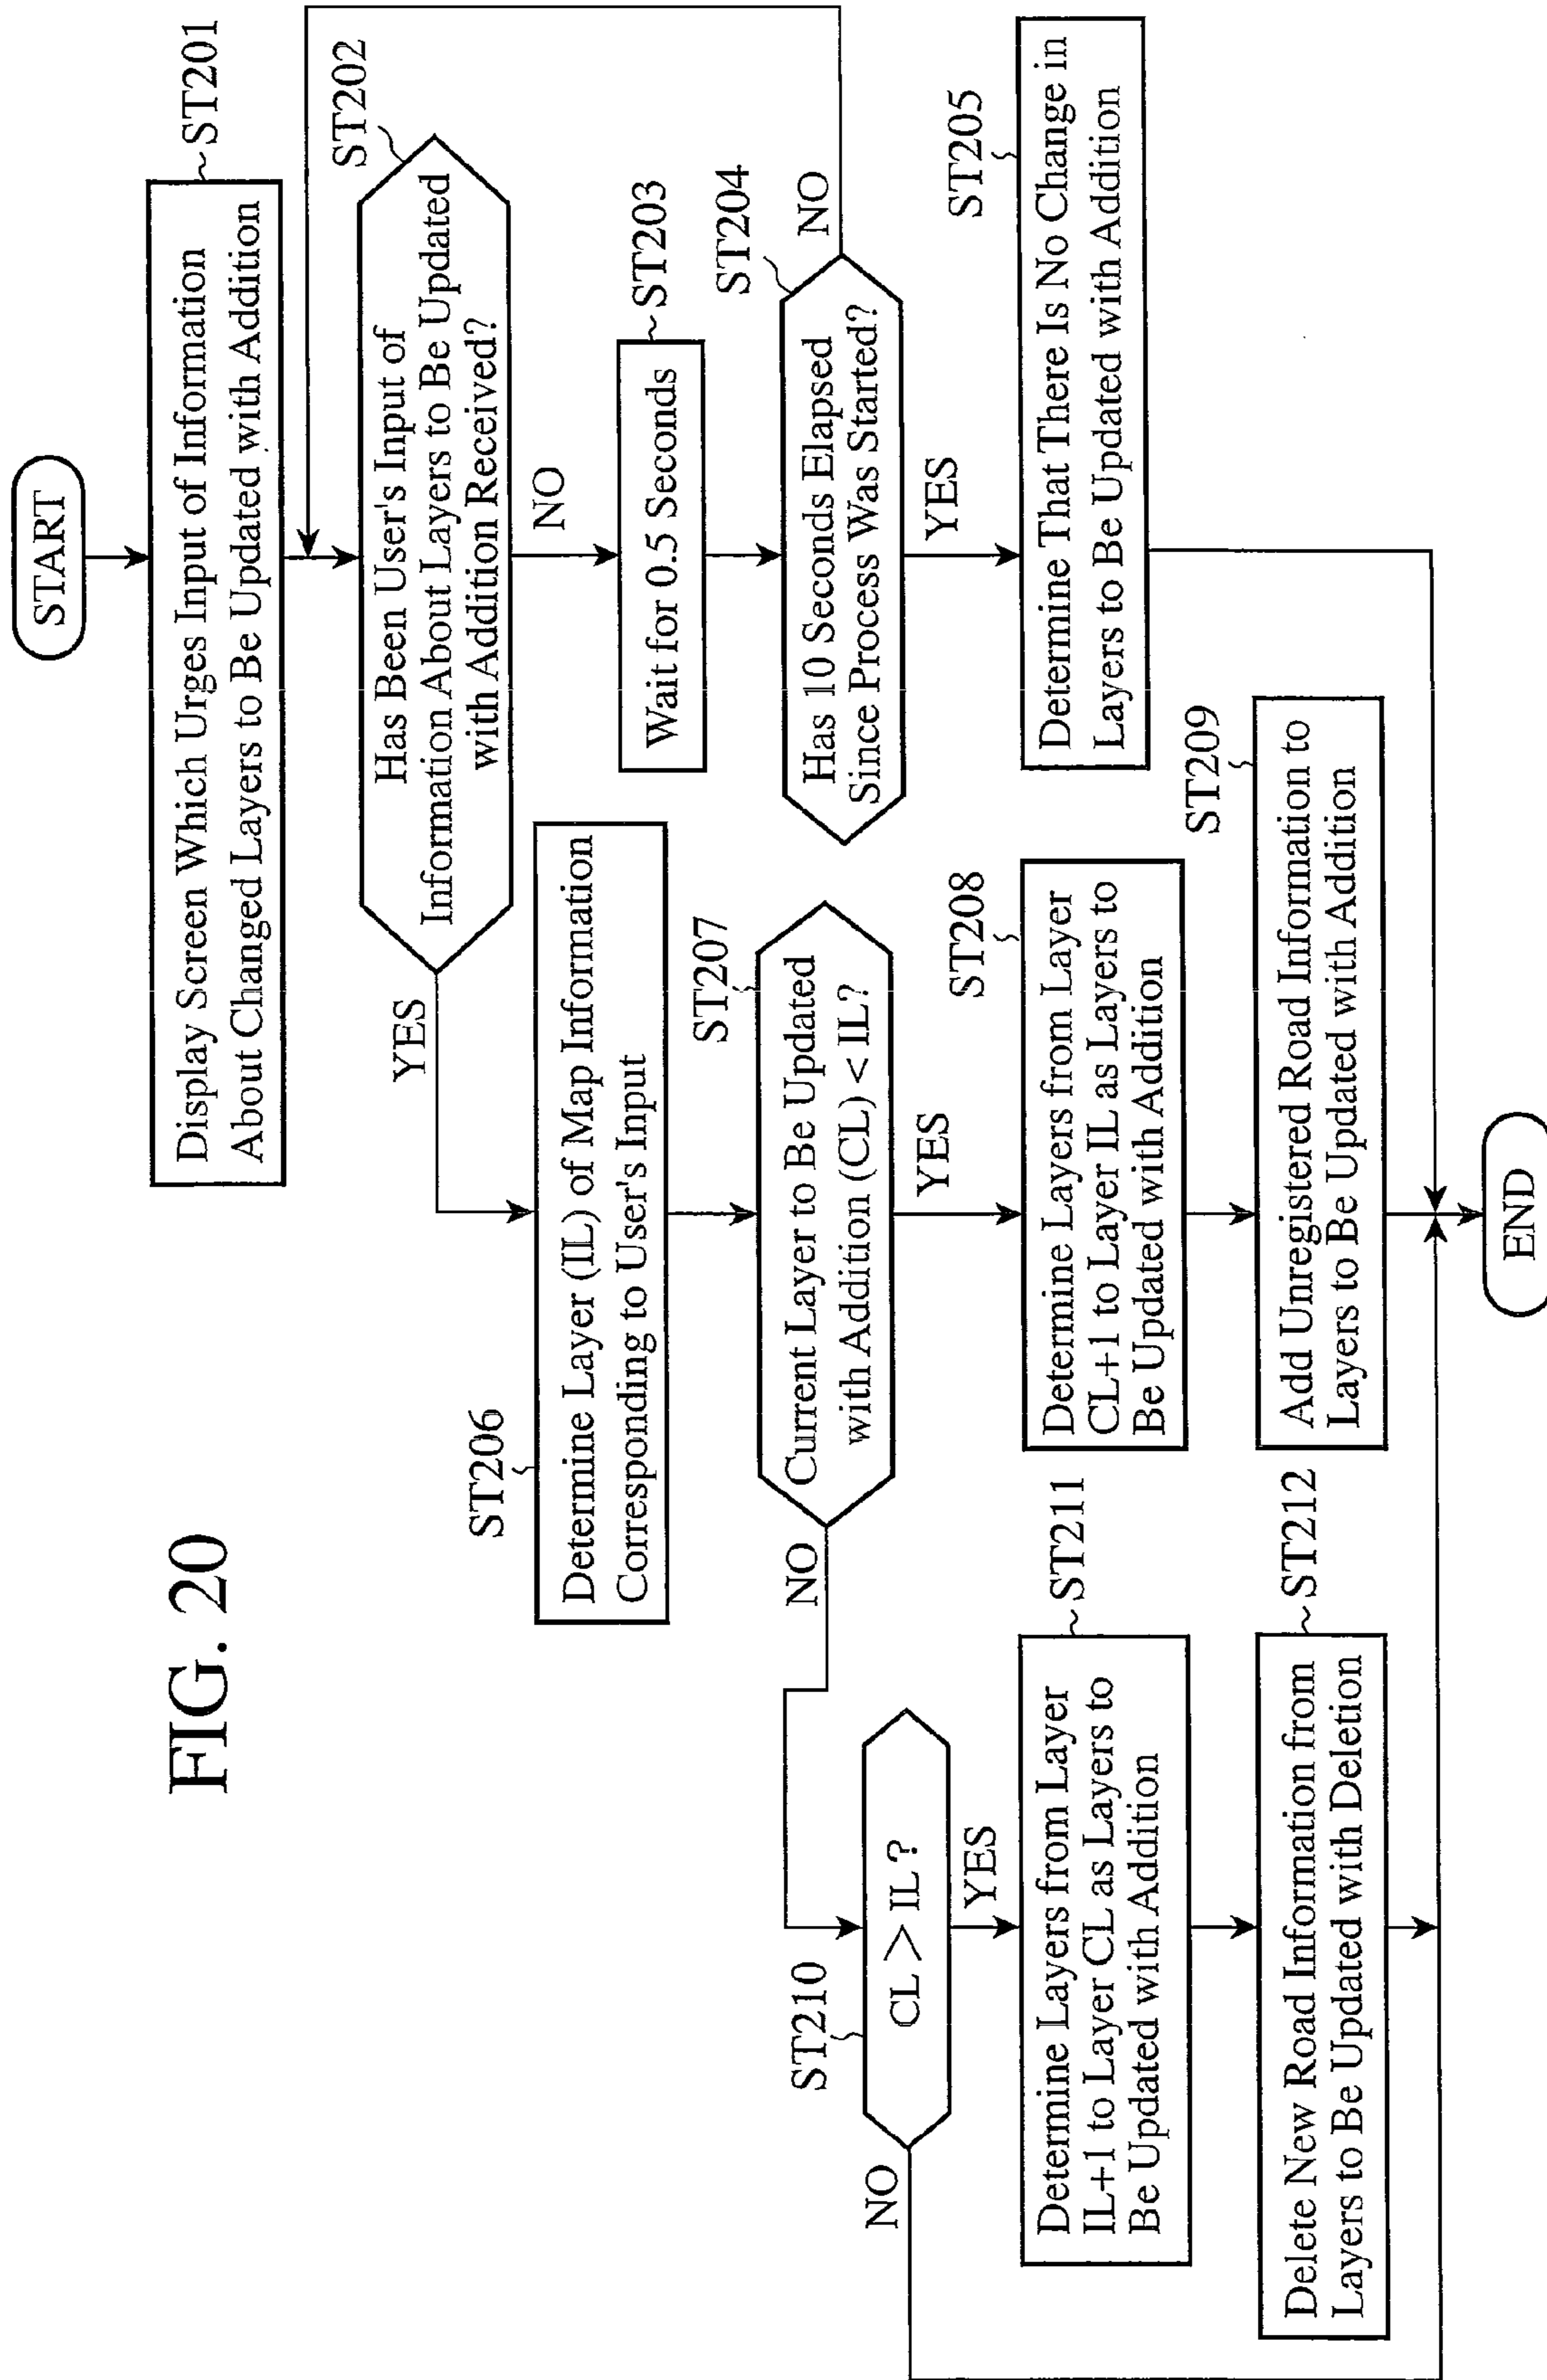 FIG. 20
START
Display Screen Which Urges Input of Information
About Changed Layers to Be Updated with Addition
~ST201
Has Been User's Input of
Information About Layers to Be Updated
with Addition Received?
ST202
YES
NO
Wait for 0.5 Seconds
~ST203
Has 10 Seconds Elapsed
Since Process Was Started?
ST204
NO
YES
ST205
Determine That There Is No Change in
Layers to Be Updated with Addition
ST206
Determine Layer (IL) of Map Information
Corresponding to User's Input
ST207
Current Layer to Be Updated
with Addition (CL) < IL?
NO
YES
ST208
Determine Layers from Layer
CL+1 to Layer IL as Layers to
Be Updated with Addition
ST209
Add Unregistered Road Information to
Layers to Be Updated with Addition
ST210
CL > IL ?
NO
YES
Determine Layers from Layer
IL+1 to Layer CL as Layers to
Be Updated with Addition
~ST211
Delete New Road Information from
Layers to Be Updated with Deletion
~ST212
END